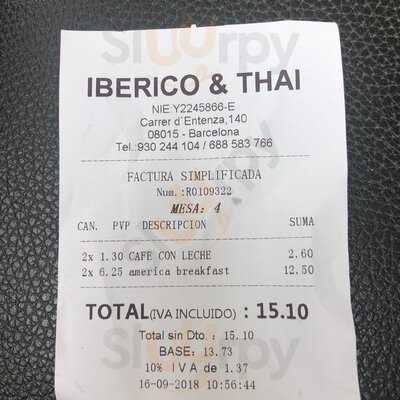 Slurrpy
IBERICO & THAI
NIE:Y2245866-E
Carrer d'Entenza,140
08015 - Barcelona
Tel.:930 244 104 / 688 583 766
FACTURA SIMPLIFICADA
Num.:R0109322
MESA: 4
CAN. PVP DESCRIPCION SUMA
2x 1.30 CAFE CON LECHE 2.60
2x 6.25 america breakfast 12.50
TOTAL(IVA INCLUIDO) : 15.10
Total sin Dto. : 15.10
BASE: 13.73
10% IVA de 1.37
16-09-2018 10:56:44